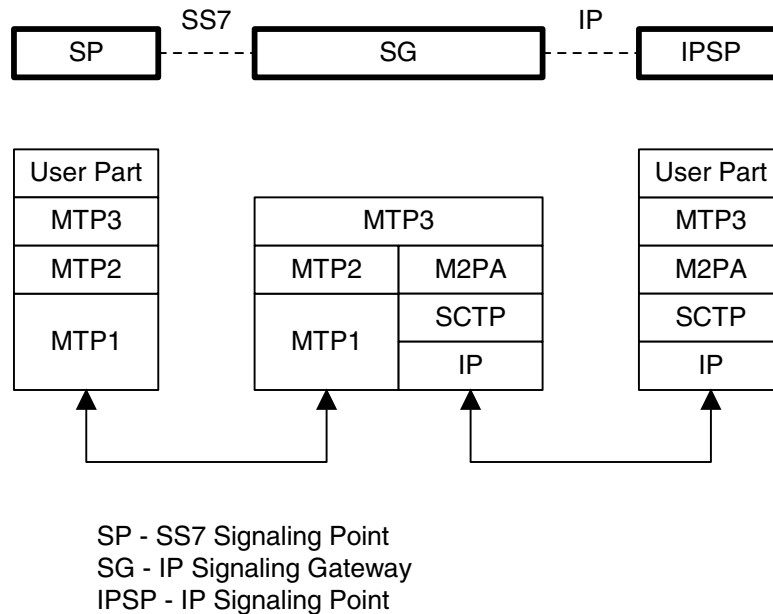 SS7 IP
SP SG IPSP
User Part User Part
MTP3 MTP3 MTP3
MTP2 MTP2 M2PA M2PA
MTP1 MTP1 SCTP SCTP
IP IP
SP - SS7 Signaling Point
SG - IP Signaling Gateway
IPSP - IP Signaling Point